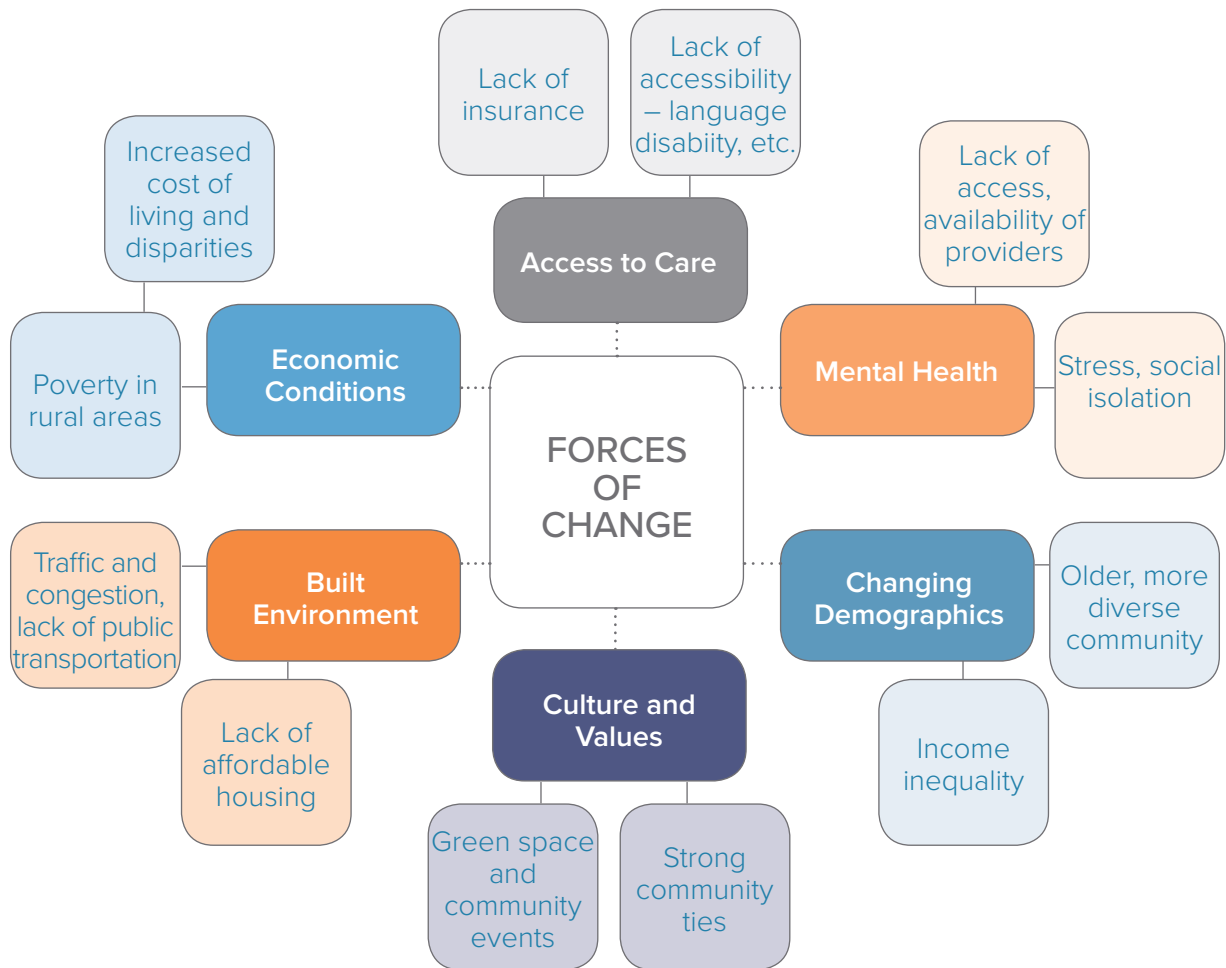 Lack of
insurance
Lack of
accessibility
– language
disabiity, etc.
Access to Care
Increased
cost of
living and
disparities
Poverty in
rural areas
Economic
Conditions
Lack of
access,
availability of
providers
Mental Health
Stress, social
isolation
FORCES
OF
CHANGE
Traffic and
congestion,
lack of public
transportation
Built
Environment
Lack of
affordable
housing
Changing
Demographics
Older, more
diverse
community
Income
inequality
Culture and
Values
Green space
and
community
events
Strong
community
ties